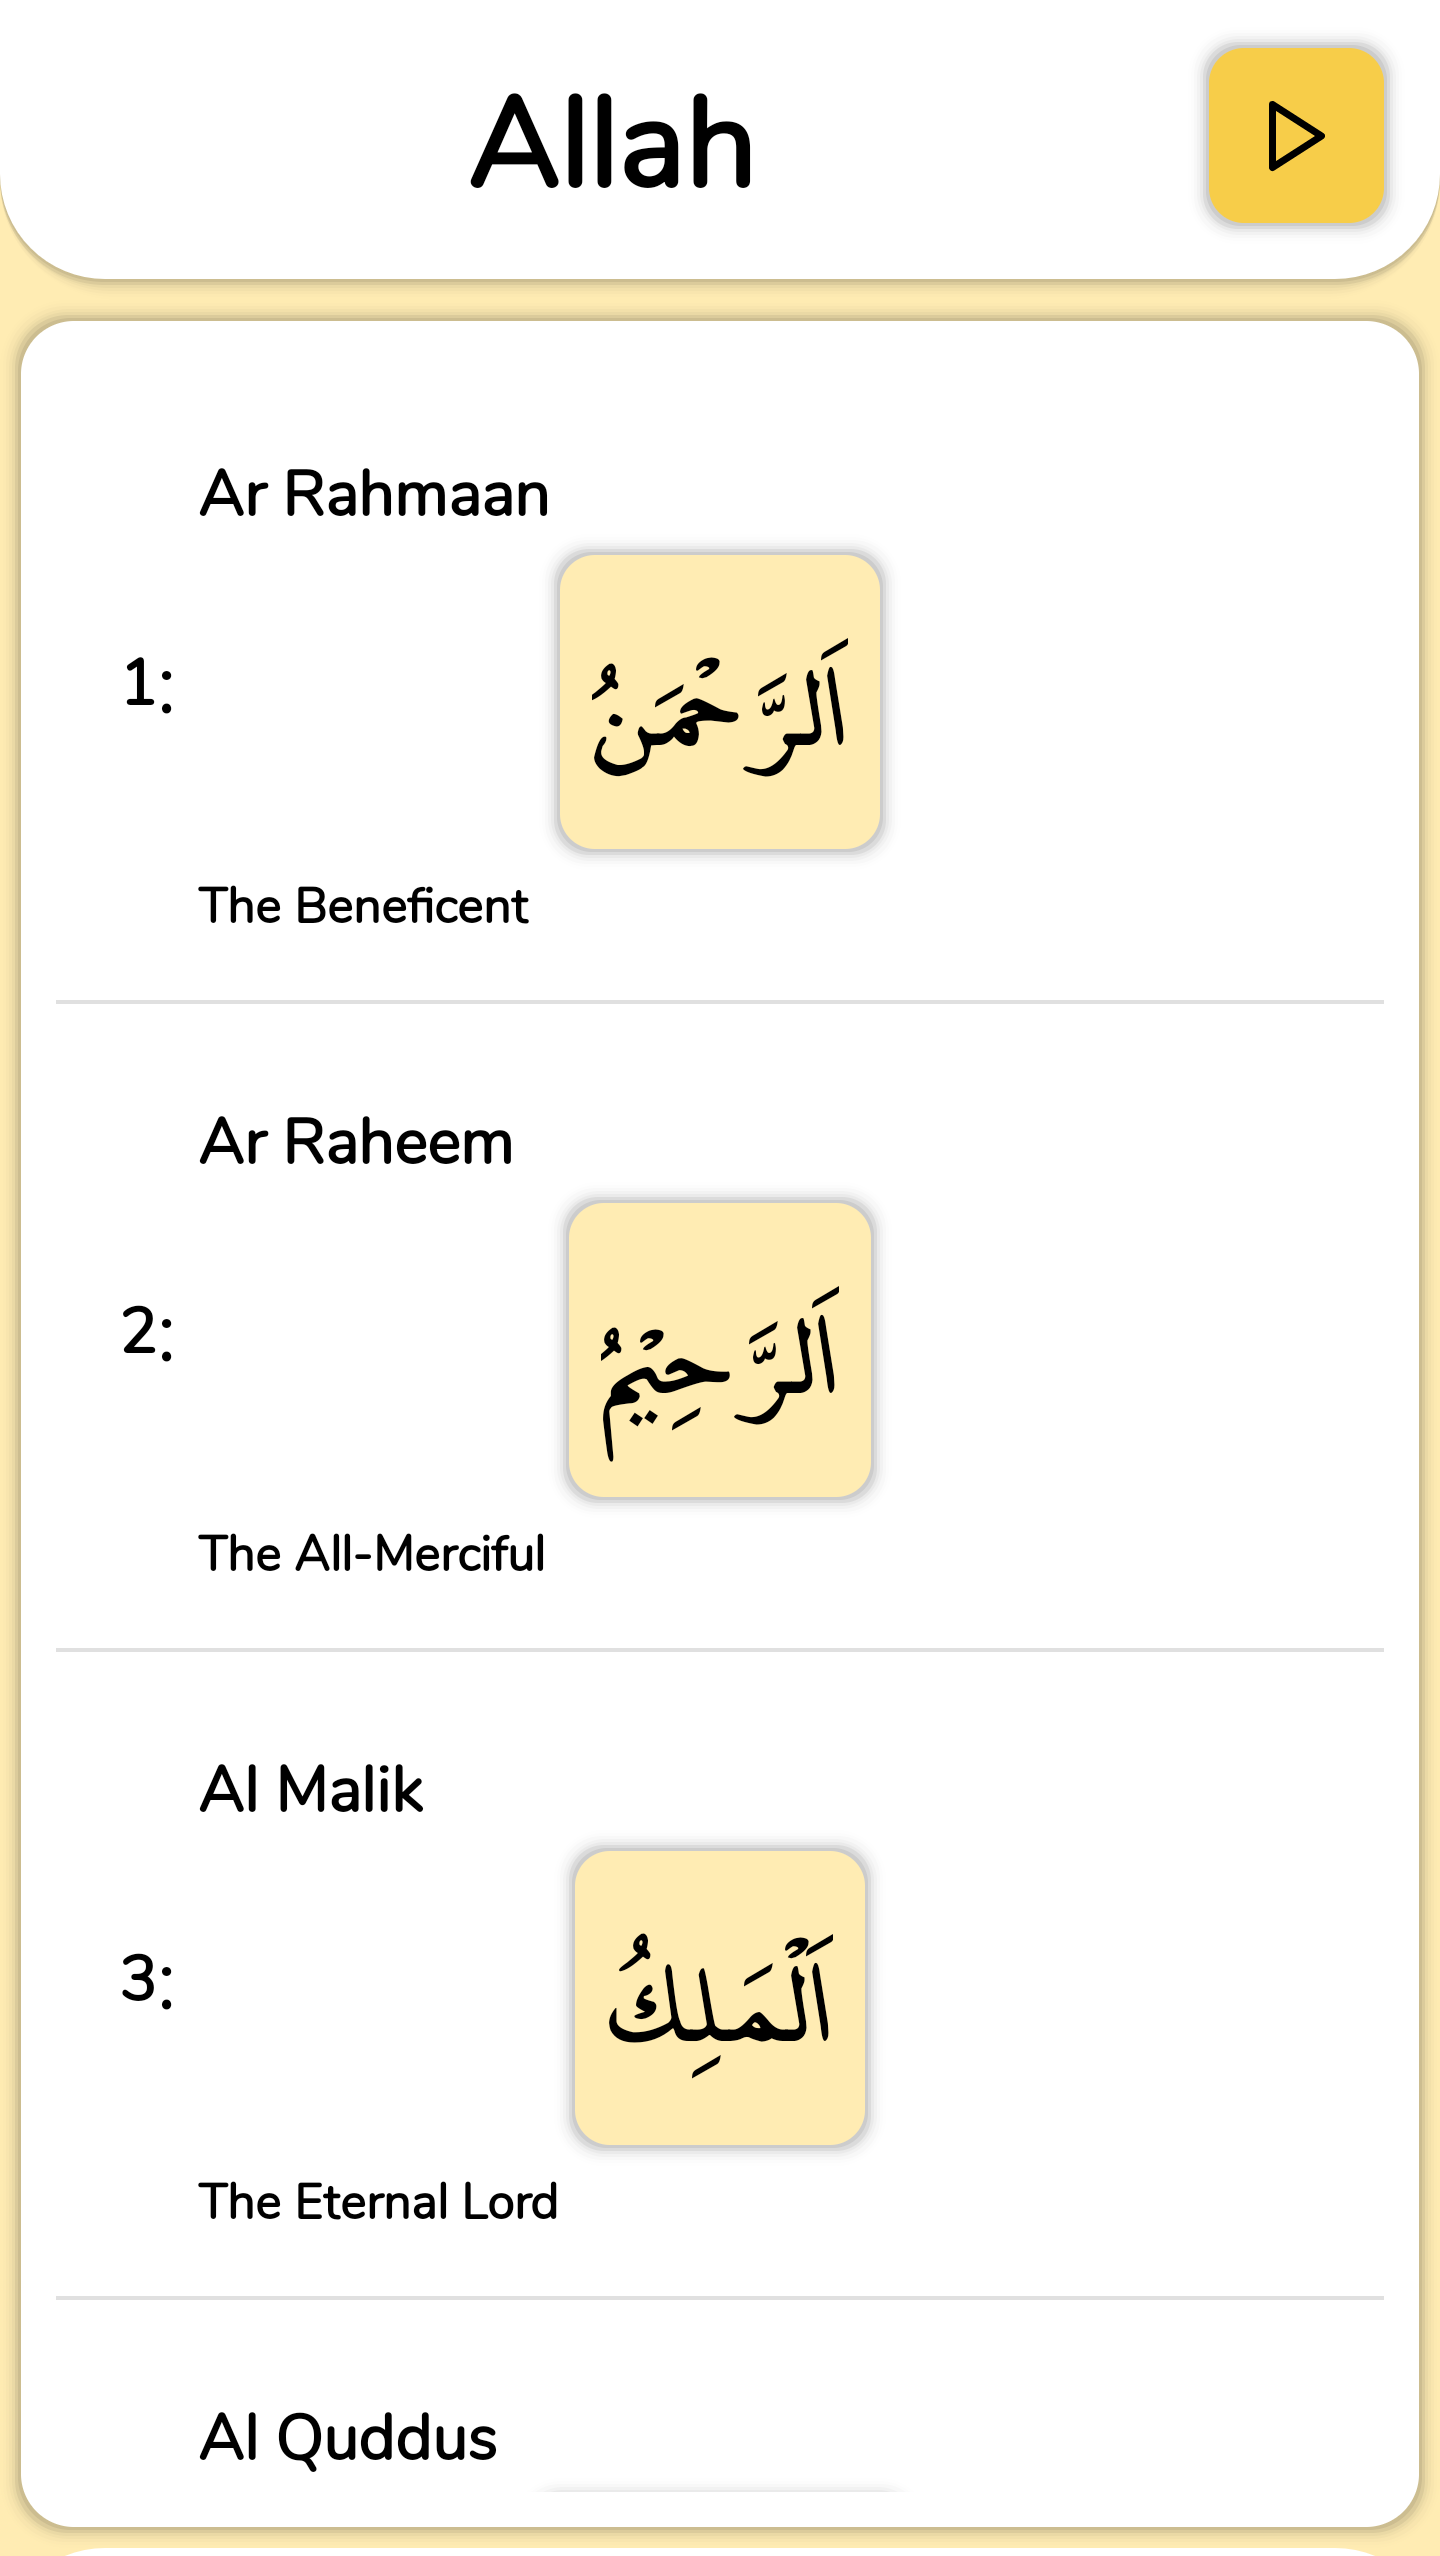 Allah
Ar Rahmaan
1:
اَلرَّحْمَنُ
The Beneficent
Ar Raheem
2:
اَلرَّحِيْمُ
The All-Merciful
Al Malik
3:
اَلْمَلِكُ
The Eternal Lord
Al Quddus